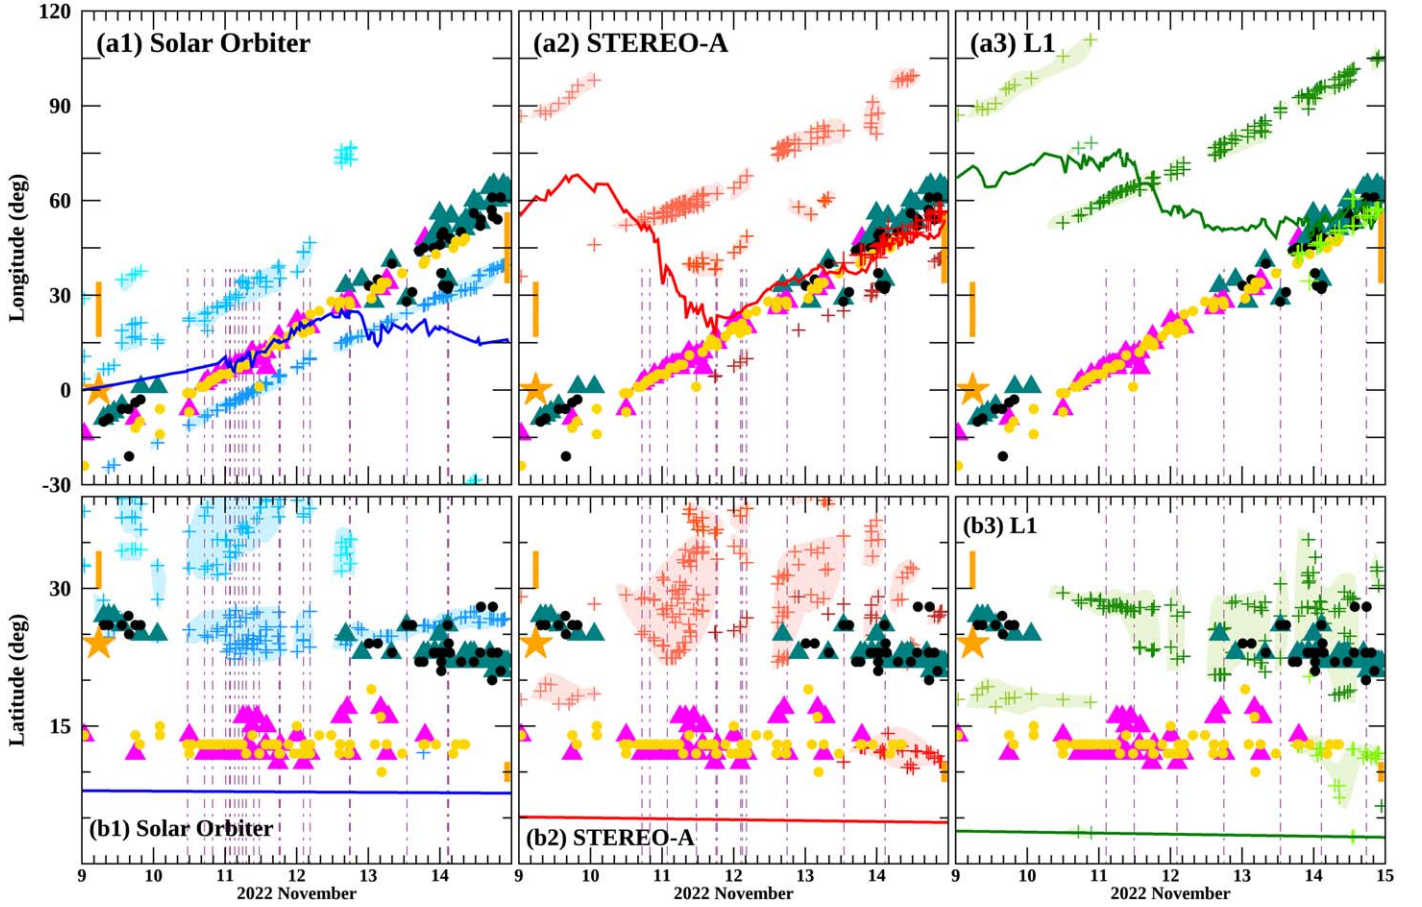 120
90
60
30
0
-30
Longitude (deg)
(a1) Solar Orbiter
(a2) STEREO-A
(a3) L1
30
15
Latitude (deg)
(b1) Solar Orbiter
(b2) STEREO-A
(b3) L1
9 10 11 12 13 14 9 10 11 12 13 14 9 10 11 12 13 14 15
2022 November 2022 November 2022 November